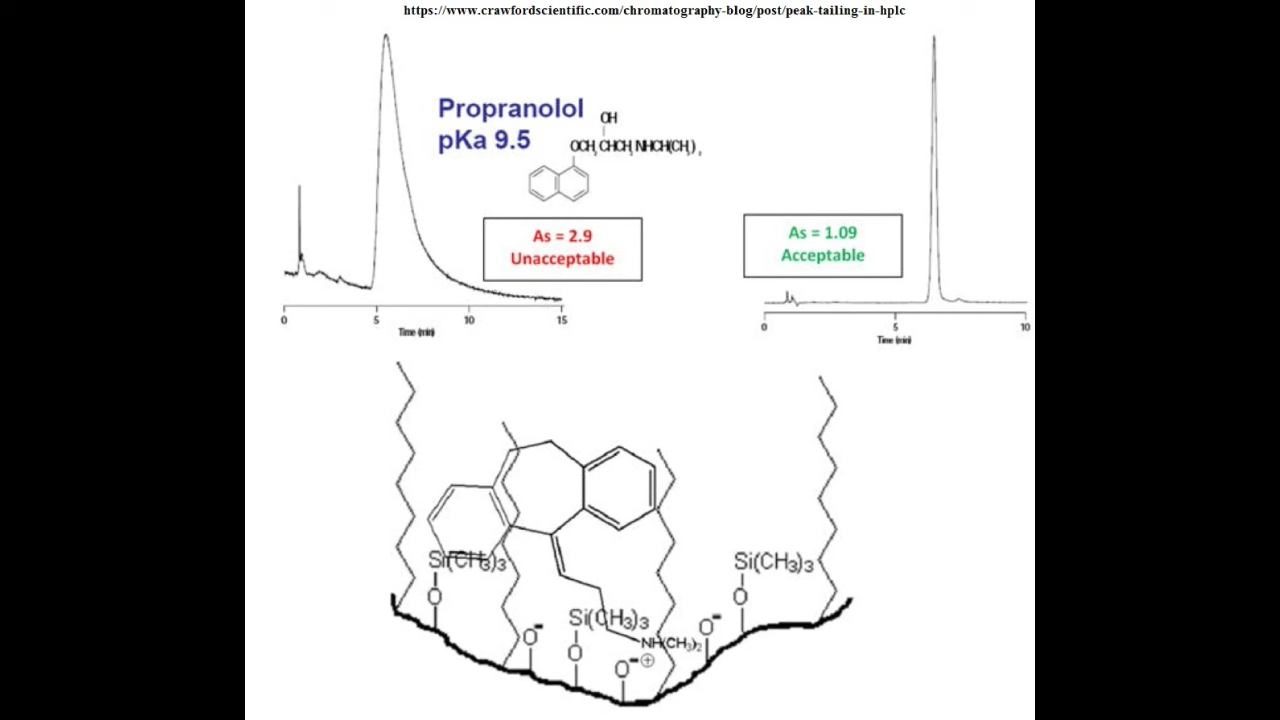 https://www.crawfordscientific.com/chromatography-blog/post/peak-tailing-in-hplc
Propranolol
pKa 9.5
OH
OCH₂CHCH₂NHCH(CH₃)₂
As = 2.9
Unacceptable
As = 1.09
Acceptable
0 5 10 15
Time (min)
0 5 10
Time (min)
Si(CH₃)₃
O
Si(CH₃)₃
O
Si(CH₃)₃
O
O⁻
O⁻
NH(CH₃)₂
⊕
O⁻